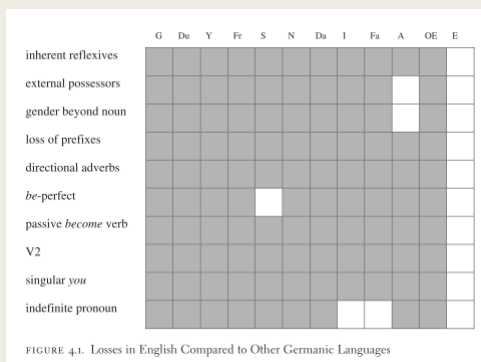 G Du Y Fr S N Da I Fa A OE E
inherent reflexives
external possessors
gender beyond noun
loss of prefixes
directional adverbs
be-perfect
passive become verb
V2
singular you
indefinite pronoun
FIGURE 4.1. Losses in English Compared to Other Germanic Languages